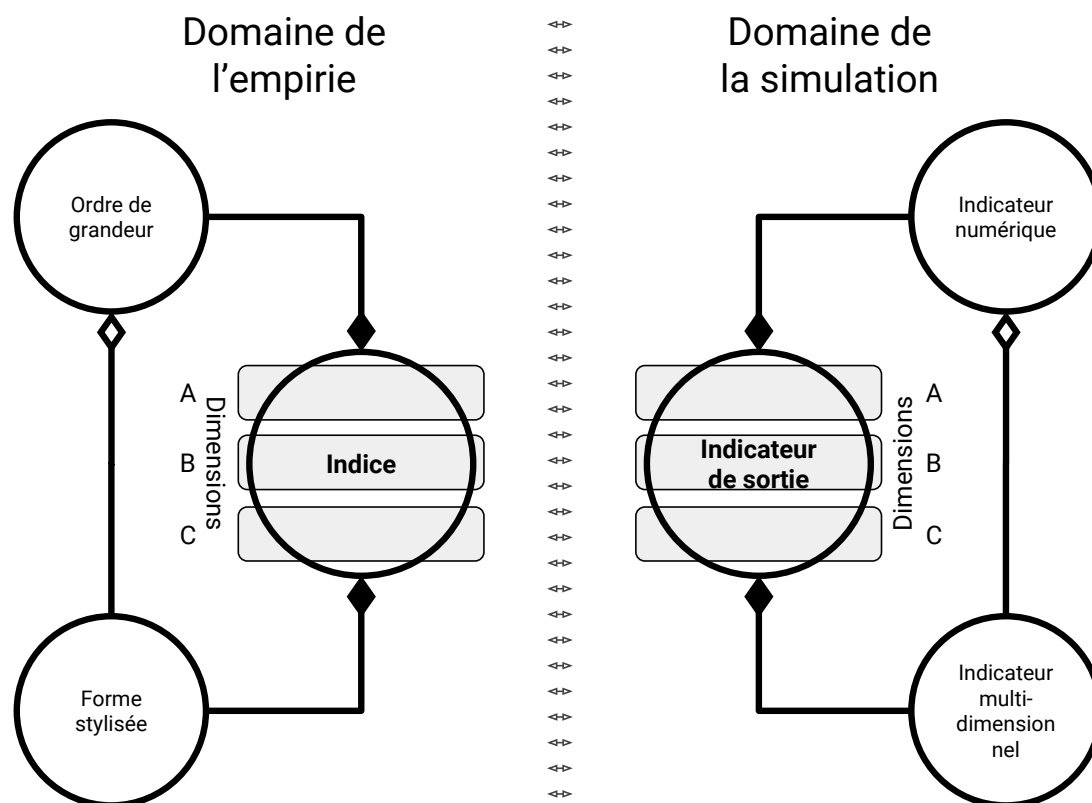 Domaine de
l’empirie
Domaine de
la simulation
Ordre de
grandeur
Indicateur
numérique
A
B
C
Dimensions
Indice
Indicateur
de sortie
Dimensions
A
B
C
Forme
stylisée
Indicateur
multi-
dimension
nel